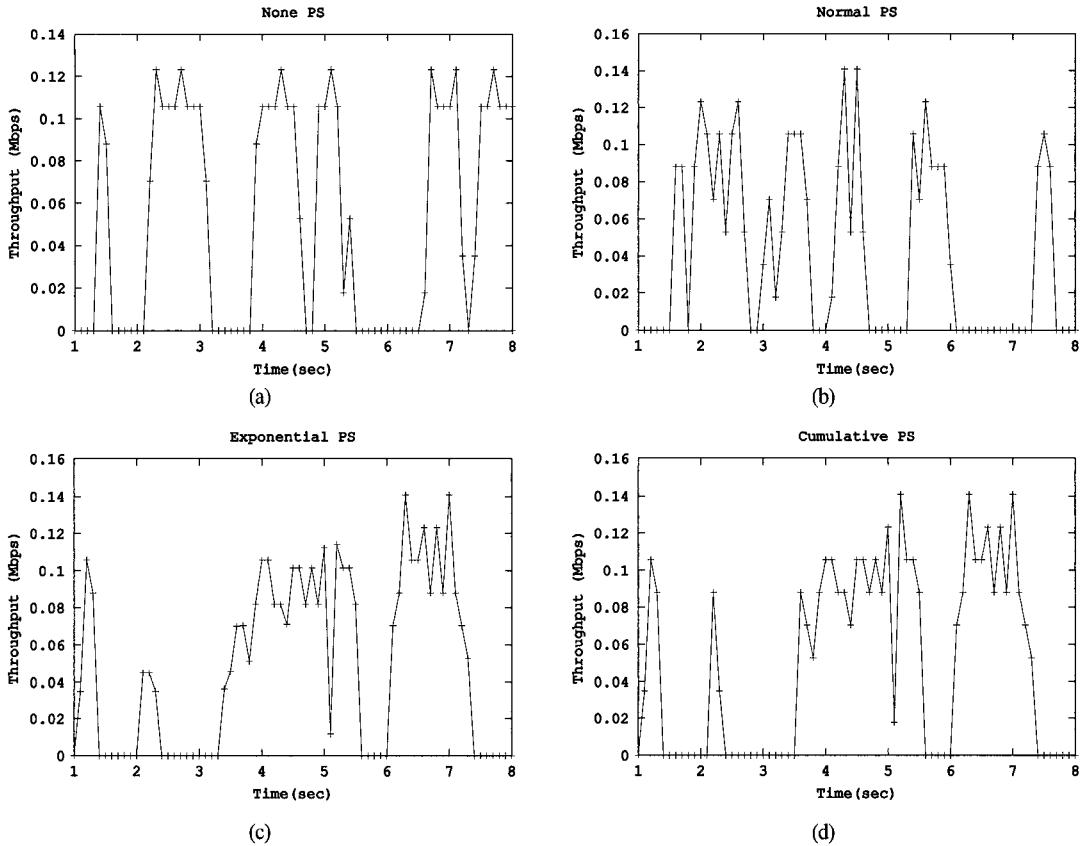 None PS
0.14
0.12
0.1
0.08
0.06
0.04
0.02
0
Throughput (Mbps)
1 2 3 4 5 6 7 8
Time(sec)
(a)
Normal PS
0.16
0.14
0.12
0.1
0.08
0.06
0.04
0.02
0
Throughput (Mbps)
1 2 3 4 5 6 7 8
Time(sec)
(b)
Exponential PS
0.16
0.14
0.12
0.1
0.08
0.06
0.04
0.02
0
Throughput (Mbps)
1 2 3 4 5 6 7 8
Time(sec)
(c)
Cumulative PS
0.16
0.14
0.12
0.1
0.08
0.06
0.04
0.02
0
Throughput (Mbps)
1 2 3 4 5 6 7 8
Time(sec)
(d)